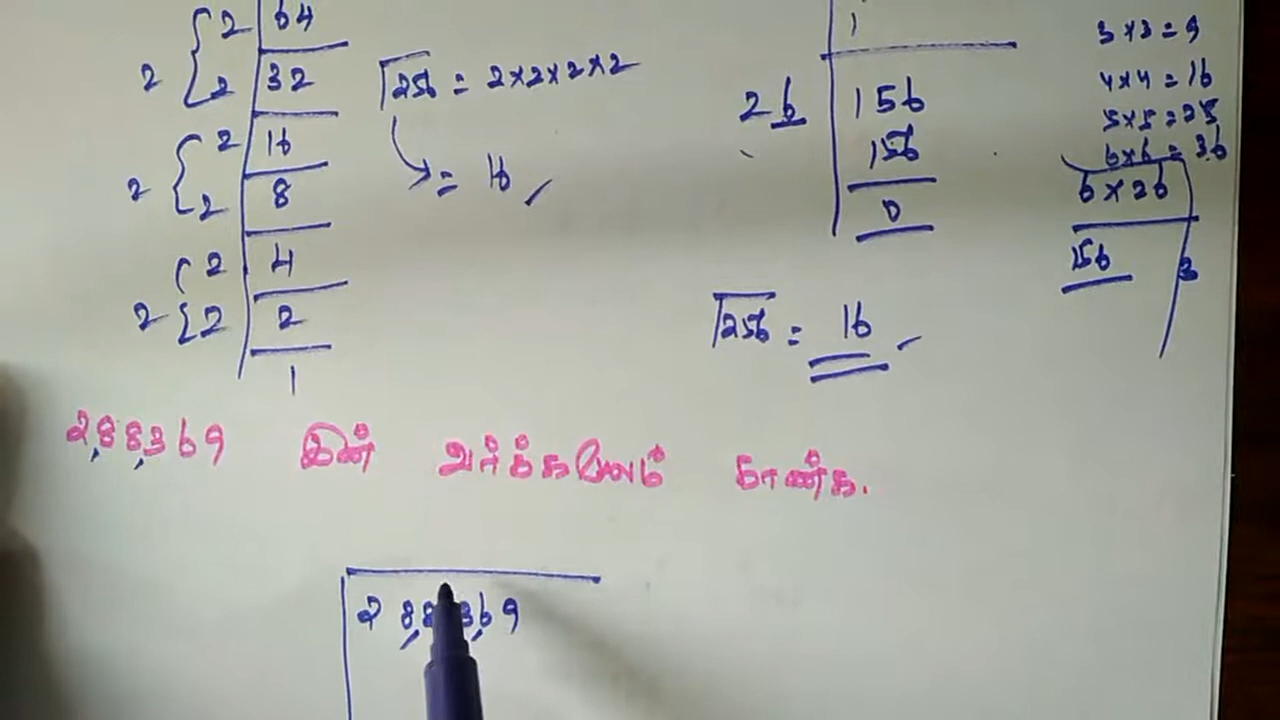 2 | 64
2 { 2 | 32
√256 = 2×2×2×2
= 16
2 | 16
2 { 2 | 8
2 | 4
2 { 2 | 2
1
1
26 | 156
156
0
√256 = 16
3×3=9
4×4=16
5×5=25
6×6=36
6×26
156
3
2,88,369 இன் வர்க்கமூலம் காண்க.
2 88 369